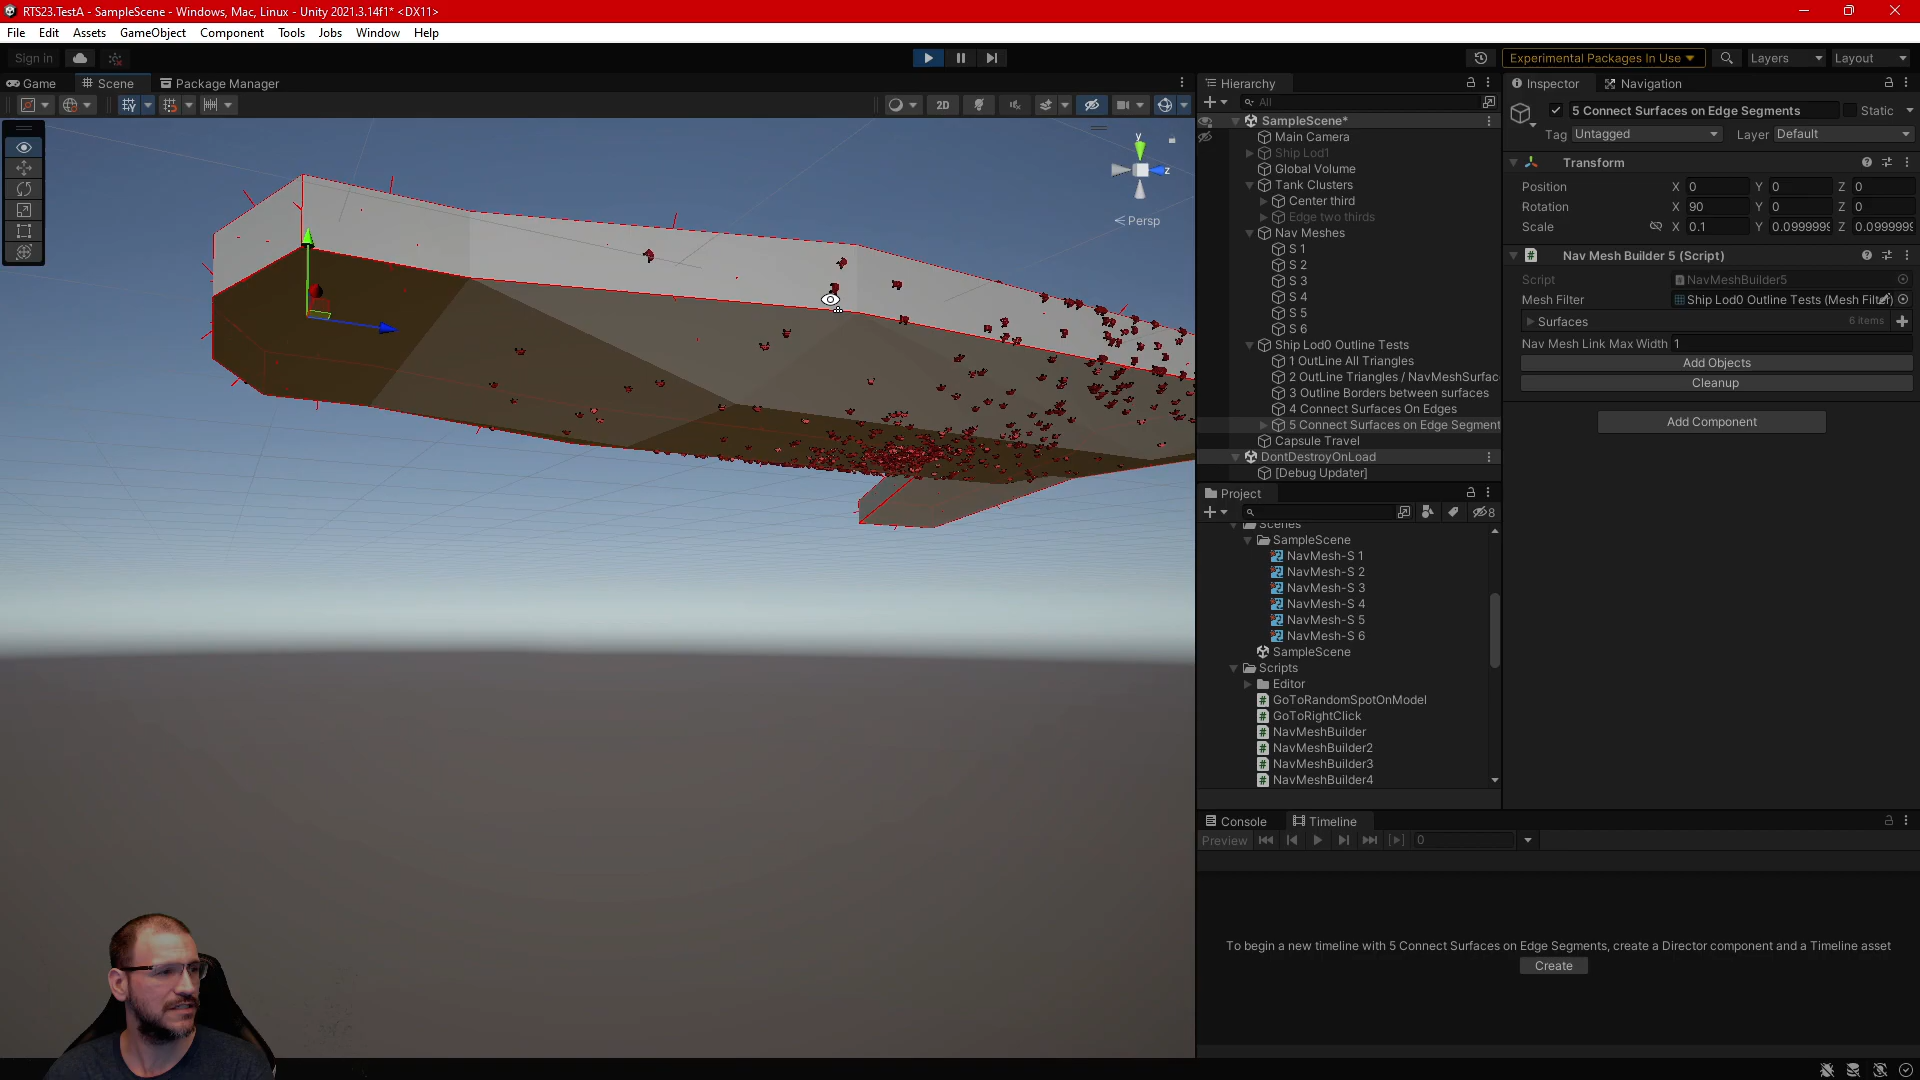 RTS23.TestA - SampleScene - Windows, Mac, Linux - Unity 2021.3.14f1* <DX11>
File Edit Assets GameObject Component Tools Jobs Window Help
Sign in
Experimental Packages In Use
Layers
Layout
Game
Scene
Package Manager
2D
y
z
Persp
Hierarchy
All
SampleScene*
Main Camera
Ship Lod1
Global Volume
Tank Clusters
Center third
Edge two thirds
Nav Meshes
S 1
S 2
S 3
S 4
S 5
S 6
Ship Lod0 Outline Tests
1 OutLine All Triangles
2 OutLine Triangles / NavMeshSurfac
3 Outline Borders between surfaces
4 Connect Surfaces On Edges
5 Connect Surfaces on Edge Segment
Capsule Travel
DontDestroyOnLoad
[Debug Updater]
Project
8
Scenes
SampleScene
NavMesh-S 1
NavMesh-S 2
NavMesh-S 3
NavMesh-S 4
NavMesh-S 5
NavMesh-S 6
SampleScene
Scripts
Editor
GoToRandomSpotOnModel
GoToRightClick
NavMeshBuilder
NavMeshBuilder2
NavMeshBuilder3
NavMeshBuilder4
Inspector
Navigation
5 Connect Surfaces on Edge Segments
Static
Tag Untagged
Layer Default
Transform
Position X 0 Y 0 Z 0
Rotation X 90 Y 0 Z 0
Scale X 0.1 Y 0.0999999 Z 0.0999999
Nav Mesh Builder 5 (Script)
Script NavMeshBuilder5
Mesh Filter Ship Lod0 Outline Tests (Mesh Filter)
Surfaces 6 items
Nav Mesh Link Max Width 1
Add Objects
Cleanup
Add Component
Console
Timeline
Preview
0
To begin a new timeline with 5 Connect Surfaces on Edge Segments, create a Director component and a Timeline asset
Create